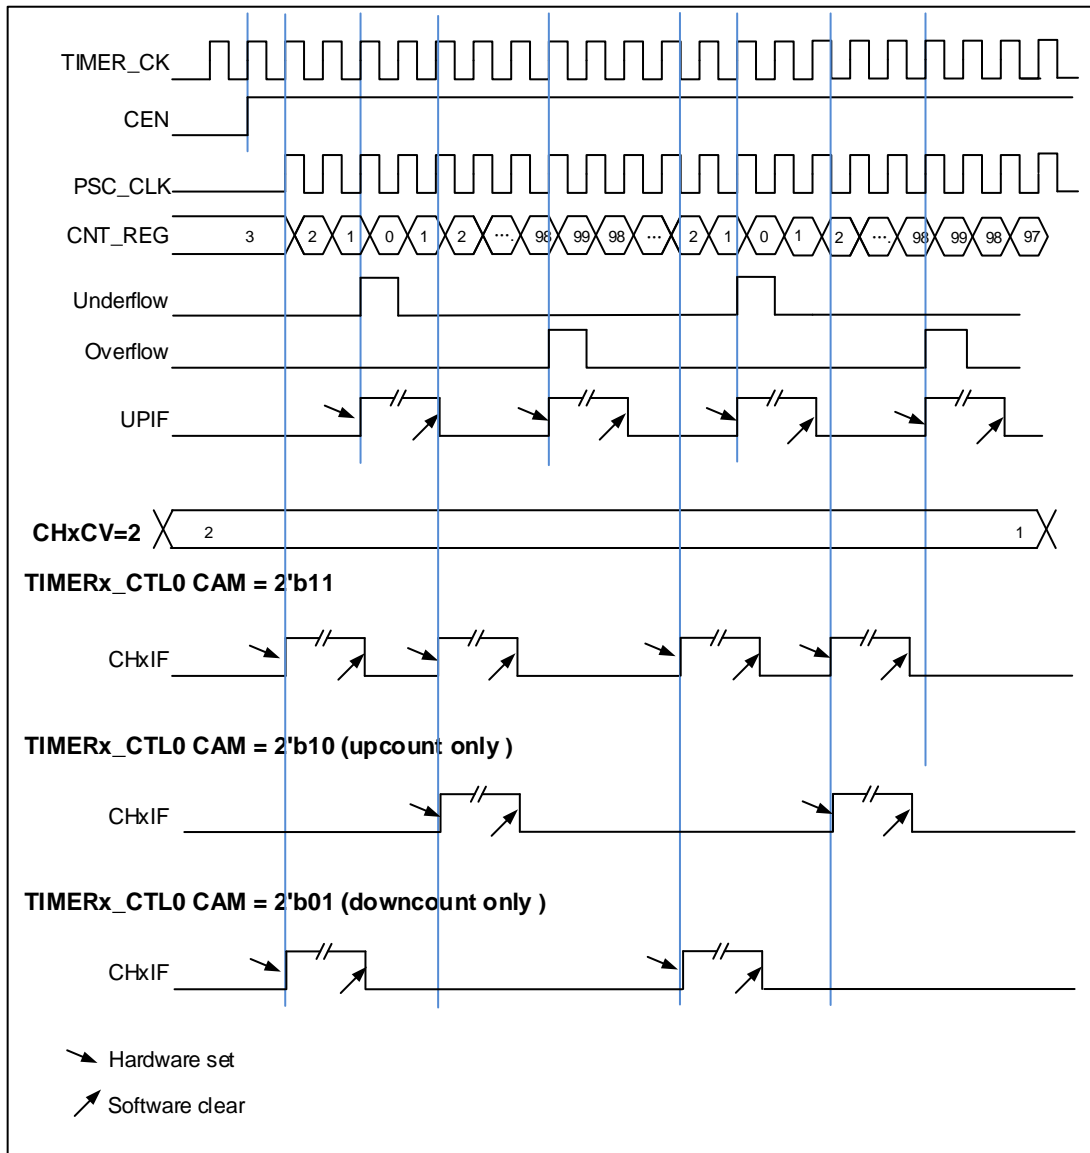 TIMER_CK
CEN
PSC_CLK
CNT_REG 3 2 1 0 1 2 .... 98 99 98 ... 2 1 0 1 2 .... 98 99 98 97
Underflow
Overflow
UPIF
CHxCV=2 2 1
TIMERx_CTL0 CAM = 2'b11
CHxIF
TIMERx_CTL0 CAM = 2'b10 (upcount only )
CHxIF
TIMERx_CTL0 CAM = 2'b01 (downcount only )
CHxIF
Hardware set
Software clear